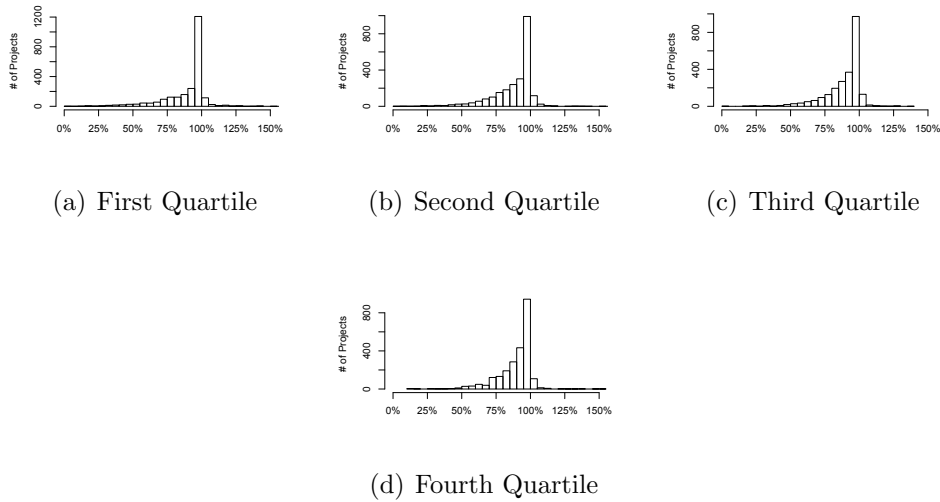 # of Projects
0 400 800 1200
0% 25% 50% 75% 100% 125% 150%
(a) First Quartile
# of Projects
0 400 800
0% 25% 50% 75% 100% 125% 150%
(b) Second Quartile
# of Projects
0 400 800
0% 25% 50% 75% 100% 125% 150%
(c) Third Quartile
# of Projects
0 400 800
0% 25% 50% 75% 100% 125% 150%
(d) Fourth Quartile